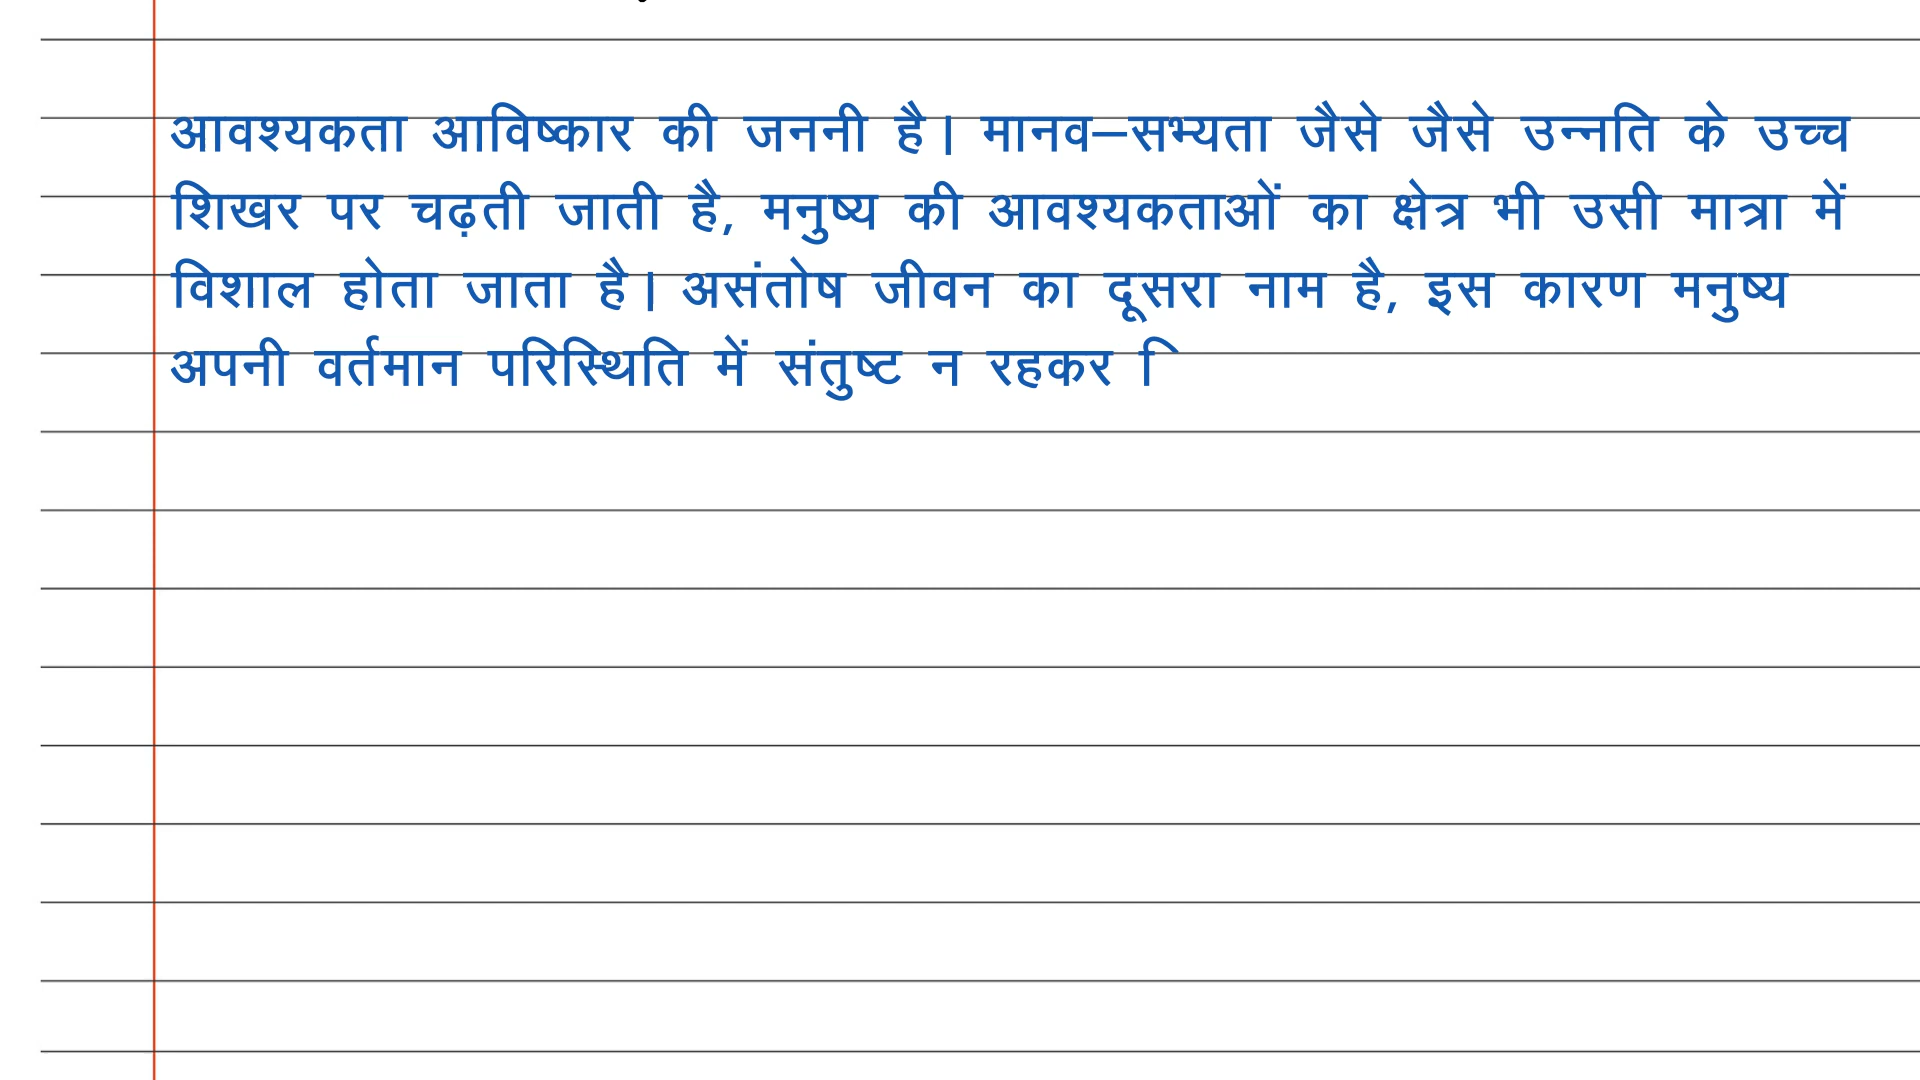 आवश्यकता आविष्कार की जननी है। मानव–सभ्यता जैसे जैसे उन्नति के उच्च
शिखर पर चढ़ती जाती है, मनुष्य की आवश्यकताओं का क्षेत्र भी उसी मात्रा में
विशाल होता जाता है। असंतोष जीवन का दूसरा नाम है, इस कारण मनुष्य
अपनी वर्तमान परिस्थिति में संतुष्ट न रहकर ि